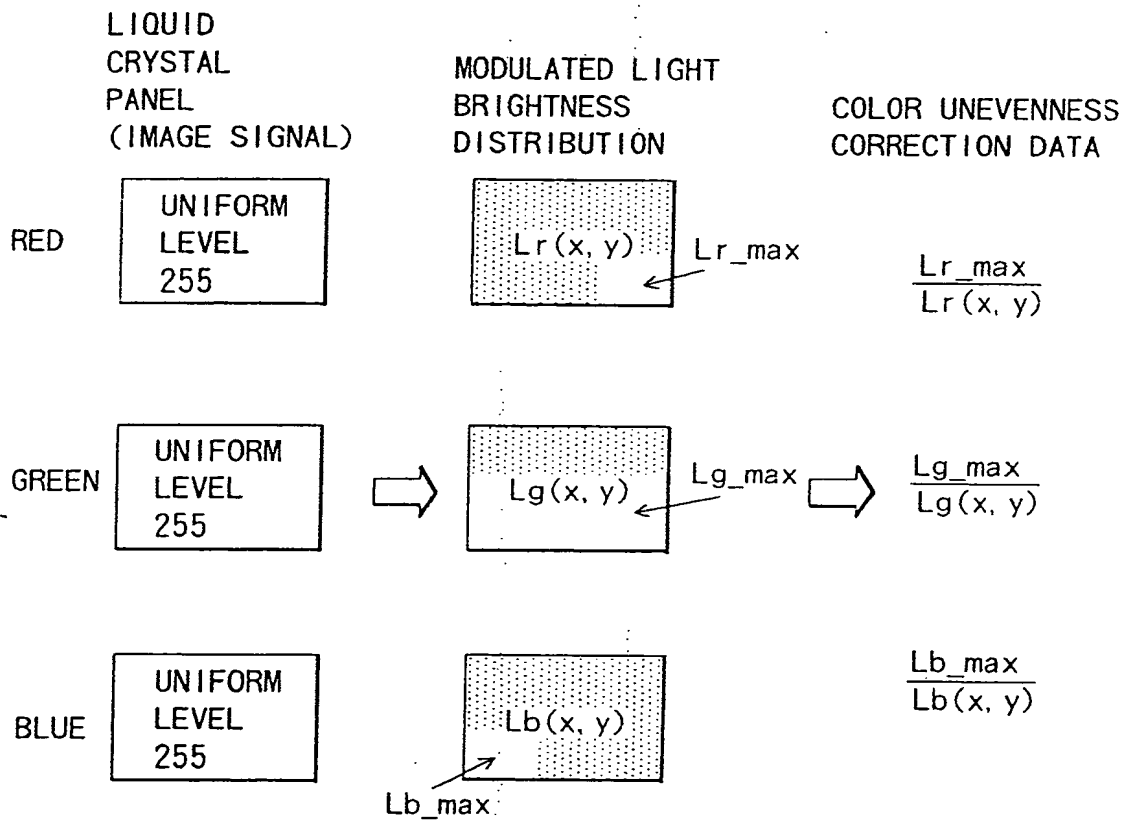 LIQUID
CRYSTAL
PANEL
(IMAGE SIGNAL)
MODULATED LIGHT
BRIGHTNESS
DISTRIBUTION
COLOR UNEVENNESS
CORRECTION DATA
RED
UNIFORM
LEVEL
255
Lr(x, y)
Lr_max
Lr_max
Lr(x, y)
GREEN
UNIFORM
LEVEL
255
Lg(x, y)
Lg_max
Lg_max
Lg(x, y)
BLUE
UNIFORM
LEVEL
255
Lb(x, y)
Lb_max
Lb_max
Lb(x, y)